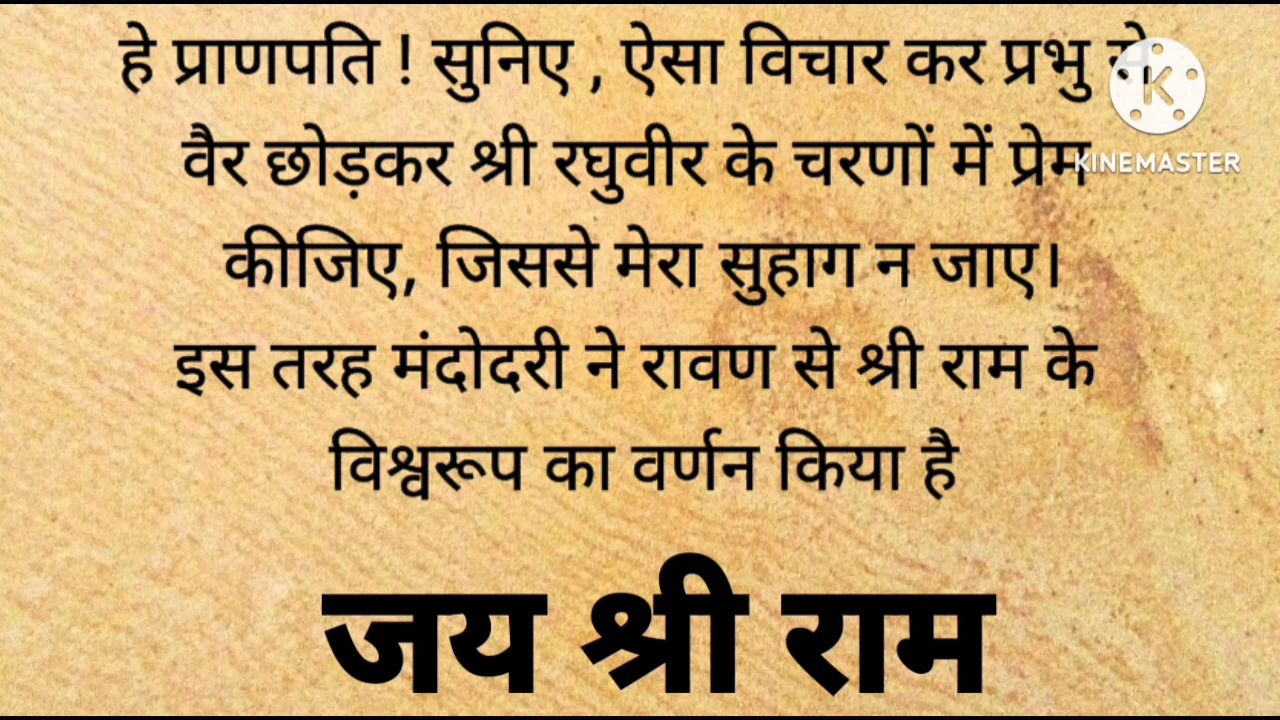 हे प्राणपति ! सुनिए , ऐसा विचार कर प्रभु से
वैर छोड़कर श्री रघुवीर के चरणों में प्रेम
कीजिए, जिससे मेरा सुहाग न जाए।
इस तरह मंदोदरी ने रावण से श्री राम के
विश्वरूप का वर्णन किया है
जय श्री राम
K
KINEMASTER